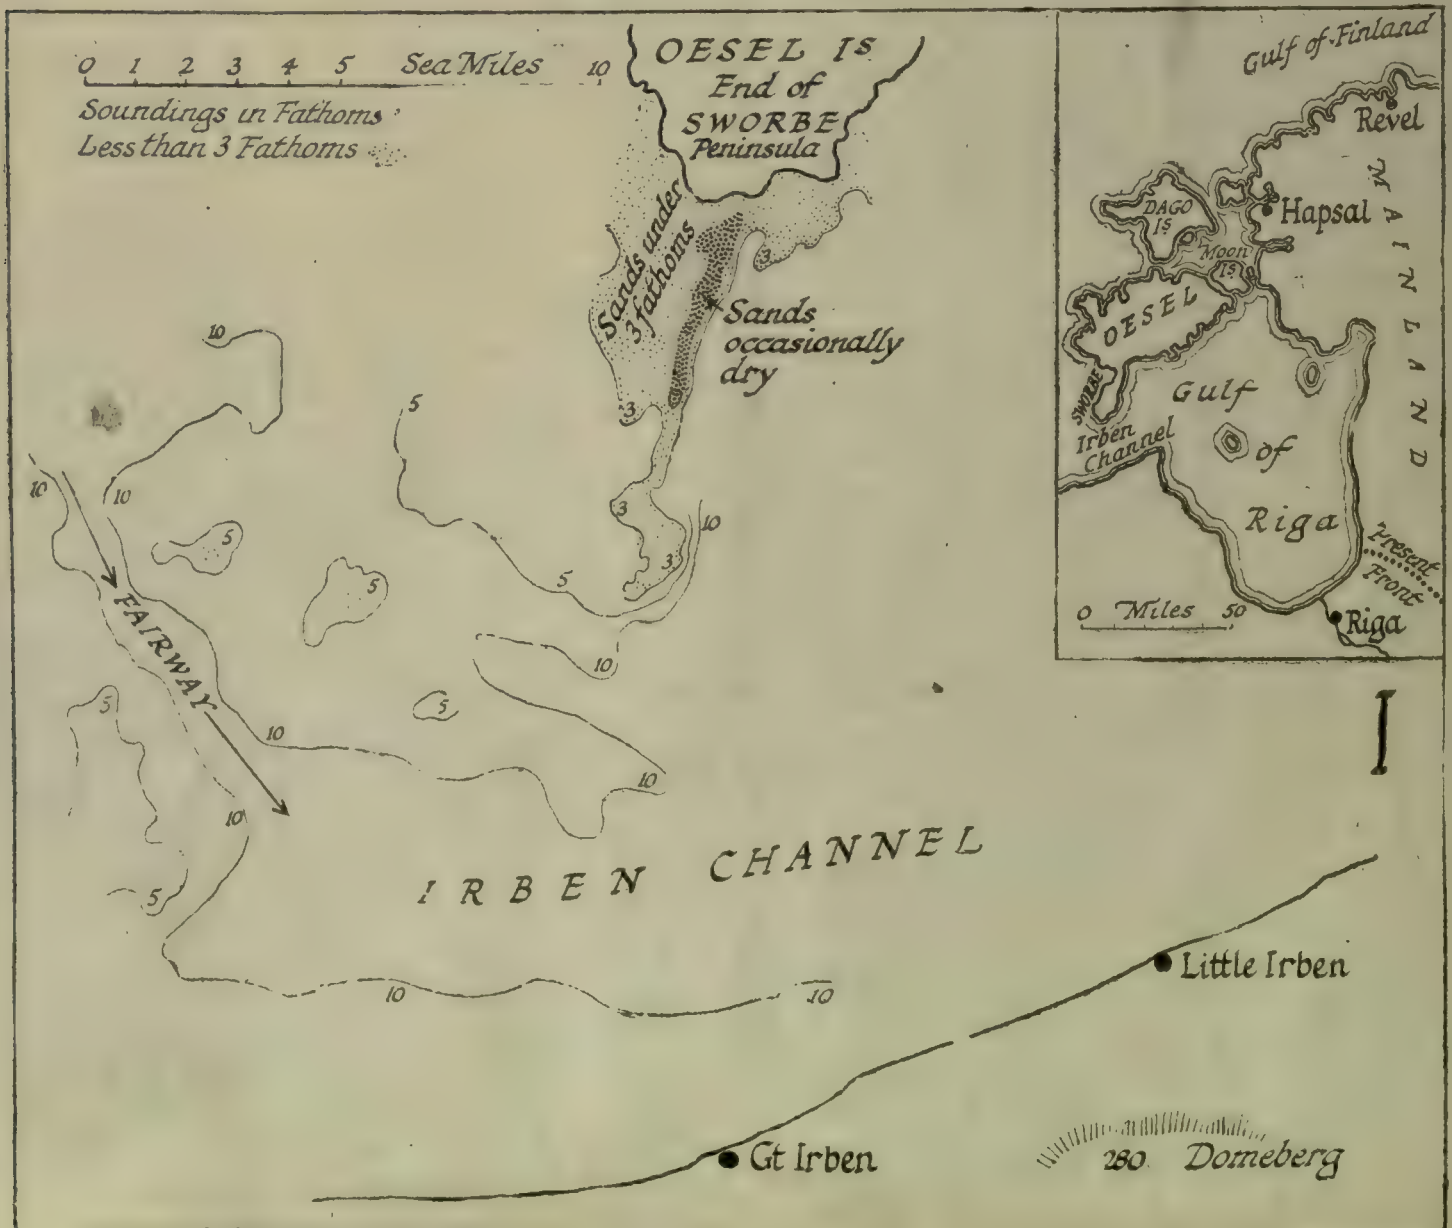 0 1 2 3 4 5 Sea Miles 10
Soundings in Fathoms
Less than 3 Fathoms
OESEL Is
End of
SWORBE
Peninsula
Sands under
3 fathoms
Sands
occasionally
dry
3
3
3
3
10
10
10
5
10
5
5
5
10
10
5
5
10
10
10
5
10
10
FAIRWAY
IRBEN CHANNEL
Little Irben
Gt Irben
280 Domeberg
Gulf of Finland
Revel
MAINLAND
Hapsal
DAGO
Is
Moon
Is
OESEL
SWORBE
Irben
Channel
Gulf
of
Riga
Present
Front
0 Miles 50
Riga